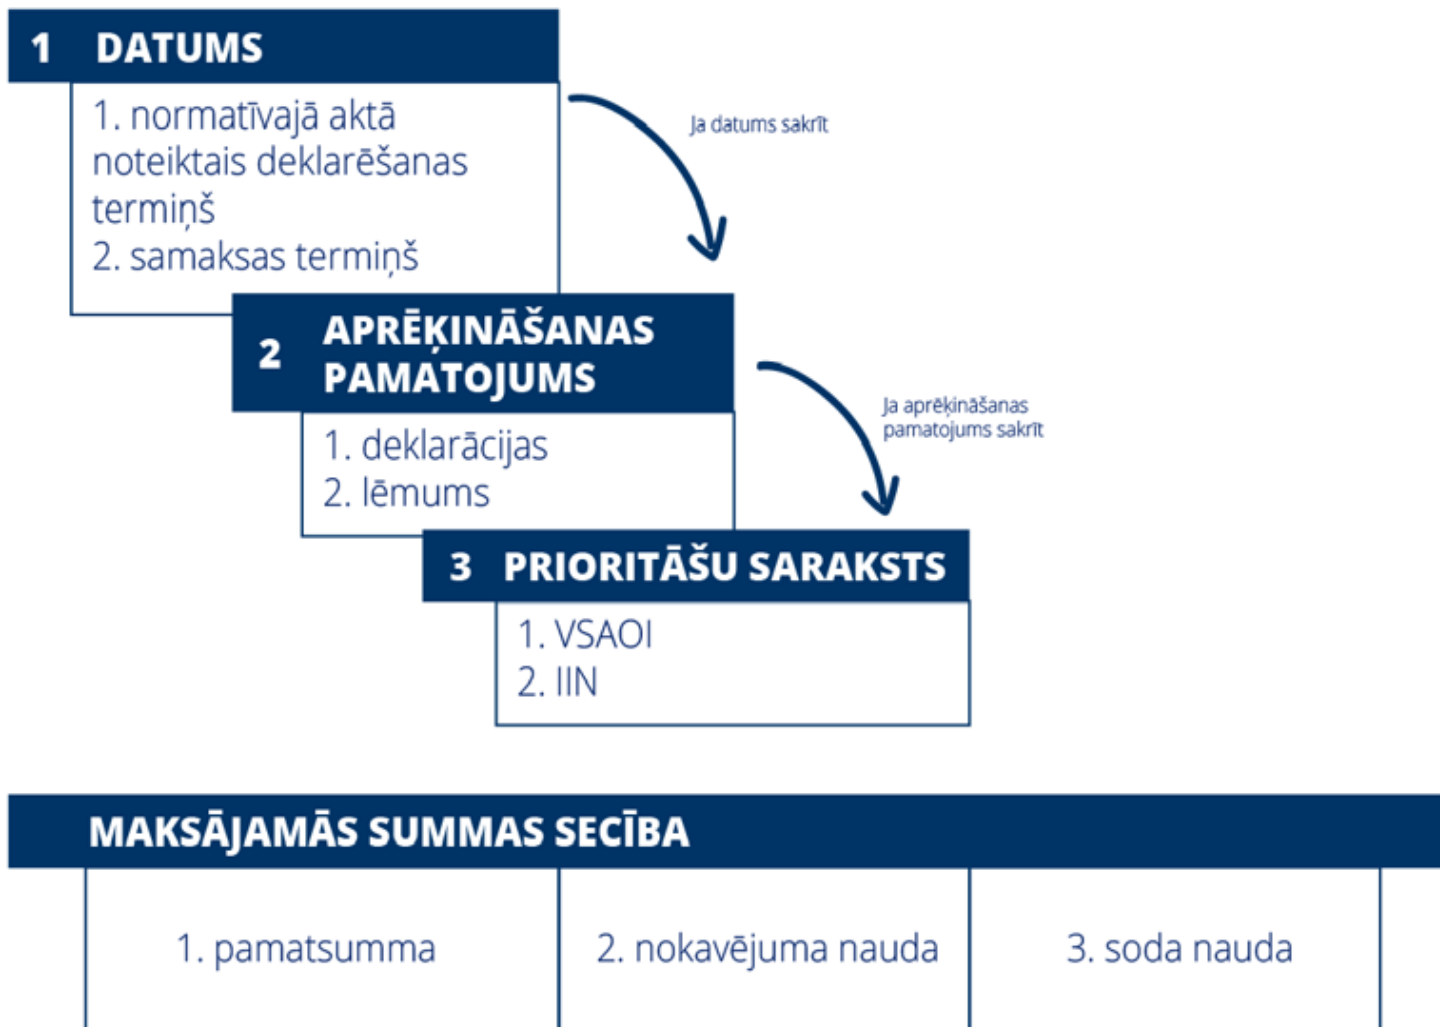 1 DATUMS
1. normatīvajā aktā
noteiktais deklarēšanas
termiņš
2. samaksas termiņš
Ja datums sakrīt
2 APRĒĶINĀŠANAS
PAMATOJUMS
1. deklarācijas
2. lēmums
Ja aprēķināšanas
pamatojums sakrīt
3 PRIORITĀŠU SARAKSTS
1. VSAOI
2. IIN
MAKSĀJAMĀS SUMMAS SECĪBA
1. pamatsumma
2. nokavējuma nauda
3. soda nauda